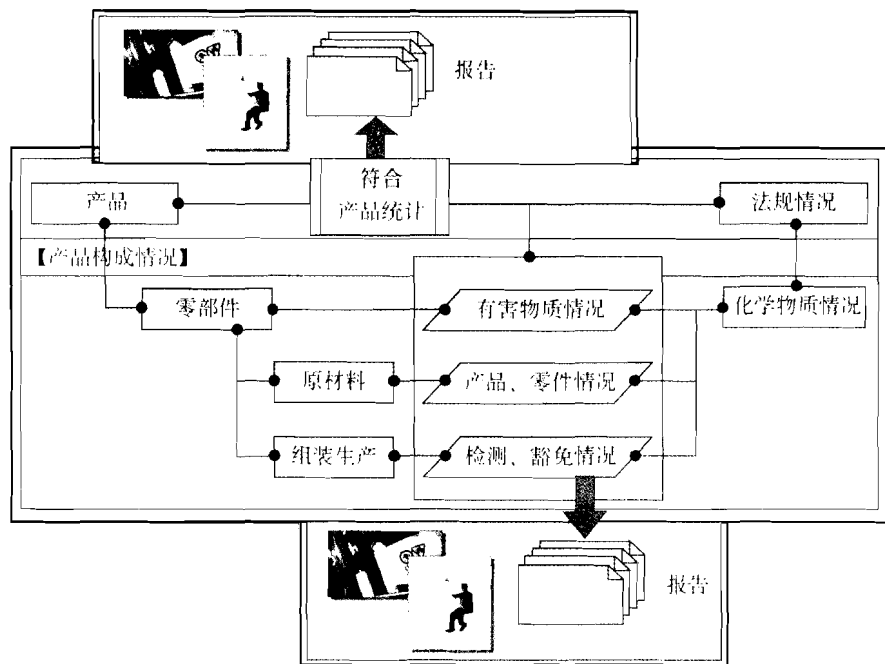 报告
符合
产品统计
产品
法规情况
【产品构成情况】
零部件
有害物质情况
化学物质情况
原材料
产品、零件情况
组装生产
检测、豁免情况
报告